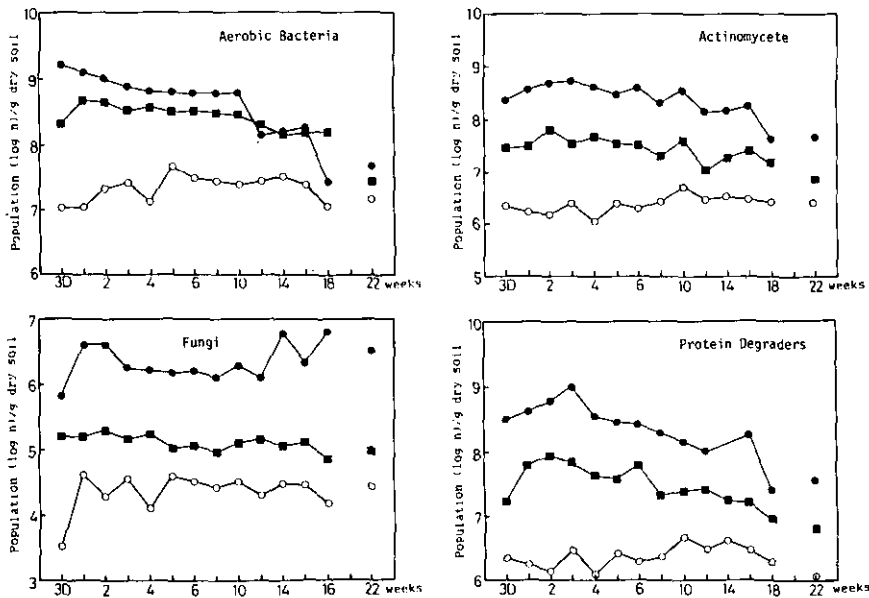 Aerobic Bacteria
Population (log n)/g dry soil
10
9
8
7
6
3D 2 4 6 10 14 18 22 weeks
Actinomycete
Population (log n)/g dry soil
10
9
8
7
6
5
3D 2 4 6 10 14 18 22 weeks
Fungi
Population (log n)/g dry soil
7
6
5
4
3
3D 2 4 6 10 14 16 22 weeks
Protein Degraders
Population (log n)/g dry soil
10
9
8
7
6
3D 2 4 6 10 14 18 22 weeks